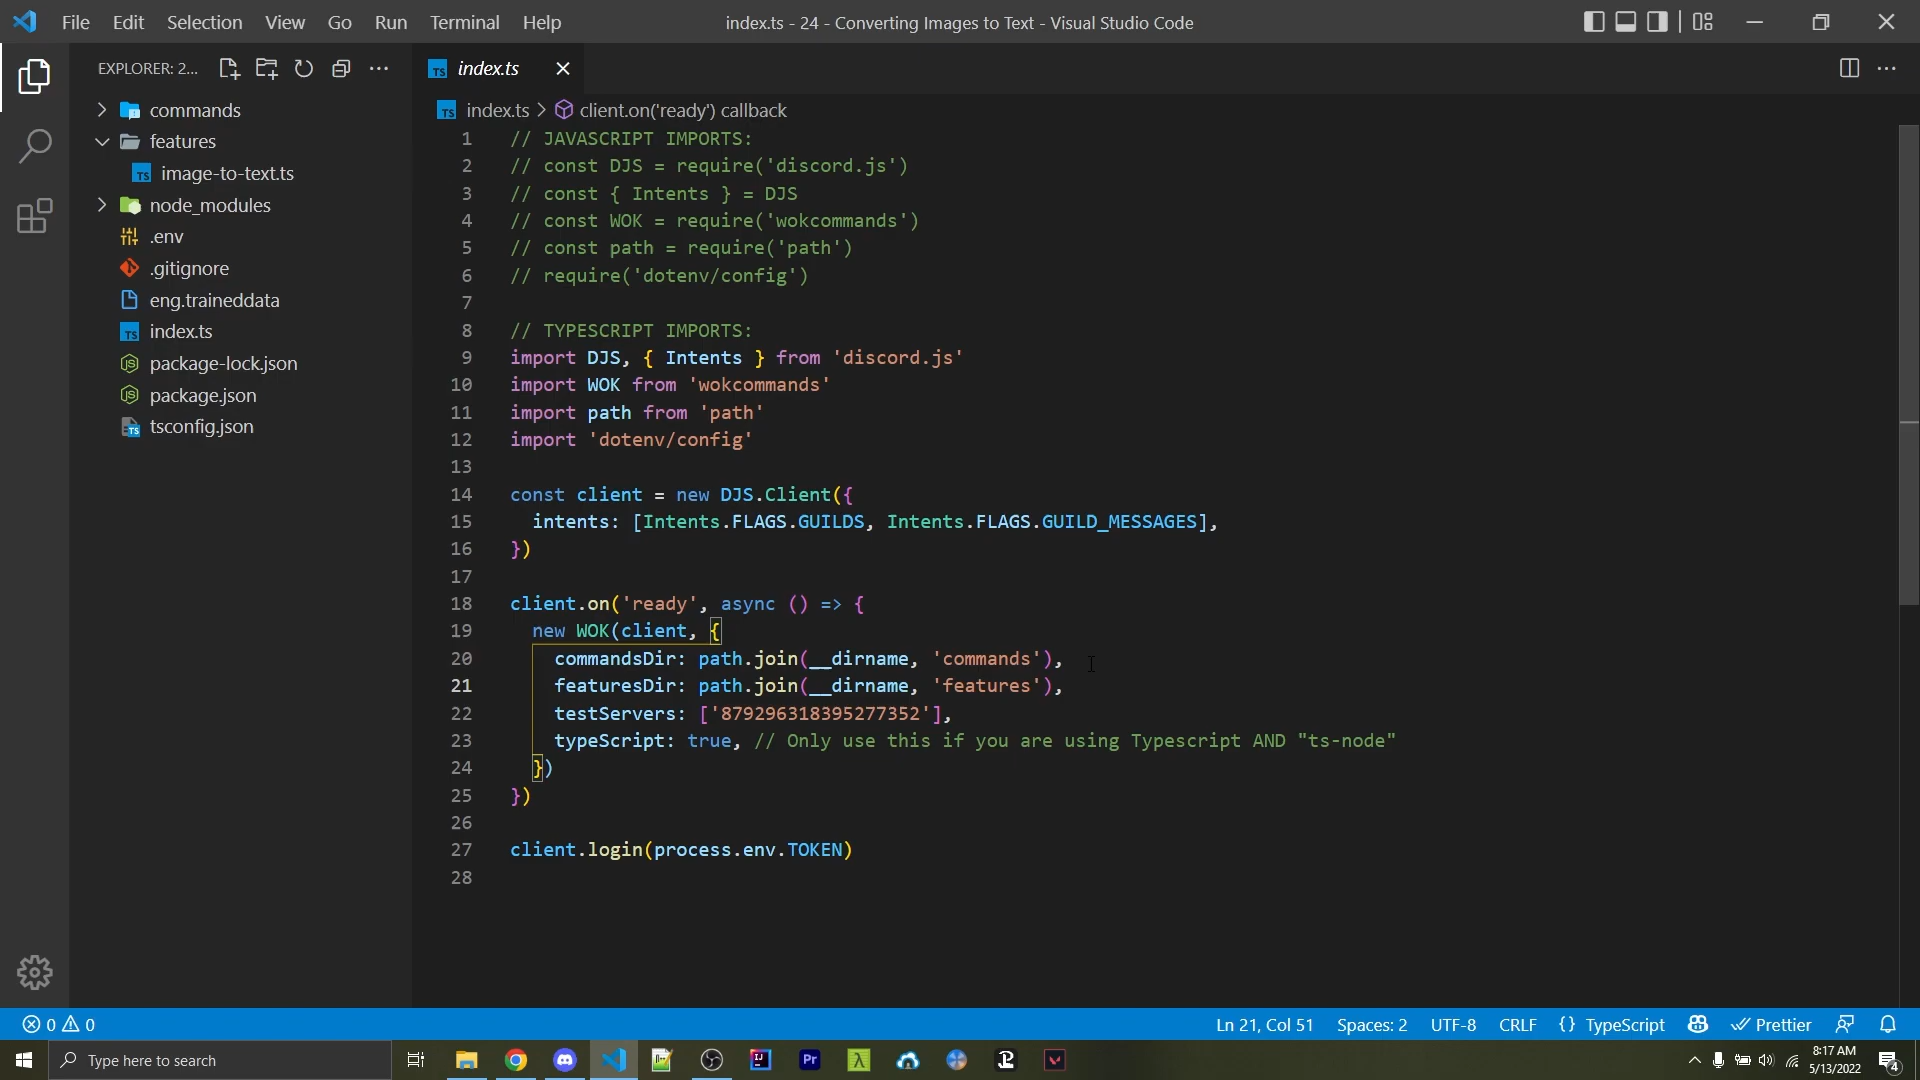 File Edit Selection View Go Run Terminal Help
index.ts - 24 - Converting Images to Text - Visual Studio Code
EXPLORER: 2...
commands
features
TS image-to-text.ts
node_modules
.env
.gitignore
eng.traineddata
TS index.ts
package-lock.json
package.json
TS tsconfig.json
TS index.ts
TS index.ts > client.on('ready') callback
1 // JAVASCRIPT IMPORTS:
2 // const DJS = require('discord.js')
3 // const { Intents } = DJS
4 // const WOK = require('wokcommands')
5 // const path = require('path')
6 // require('dotenv/config')
7
8 // TYPESCRIPT IMPORTS:
9 import DJS, { Intents } from 'discord.js'
10 import WOK from 'wokcommands'
11 import path from 'path'
12 import 'dotenv/config'
13
14 const client = new DJS.Client({
15 intents: [Intents.FLAGS.GUILDS, Intents.FLAGS.GUILD_MESSAGES],
16 })
17
18 client.on('ready', async () => {
19 new WOK(client, {
20 commandsDir: path.join(__dirname, 'commands'),
21 featuresDir: path.join(__dirname, 'features'),
22 testServers: ['879296318395277352'],
23 typeScript: true, // Only use this if you are using Typescript AND "ts-node"
24 })
25 })
26
27 client.login(process.env.TOKEN)
28
0 0
Ln 21, Col 51 Spaces: 2 UTF-8 CRLF {} TypeScript Prettier
Type here to search
Pr
8:17 AM
5/13/2022
4